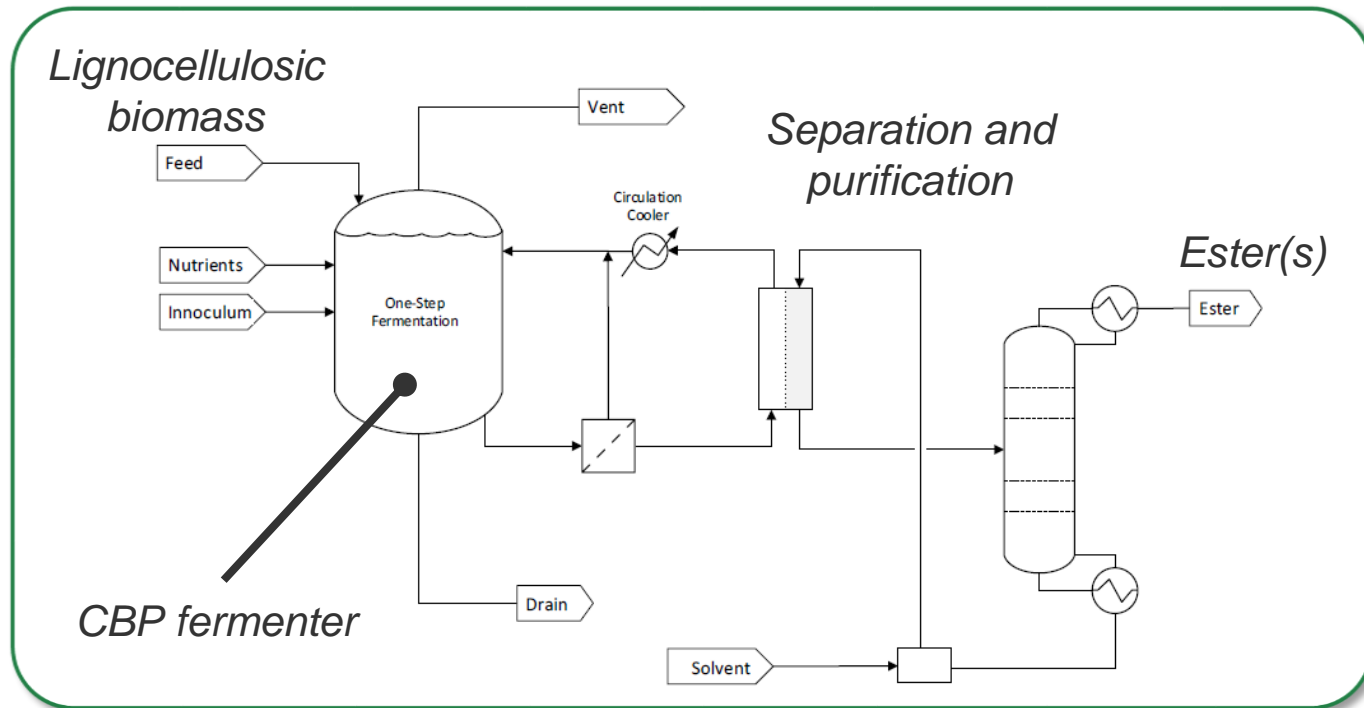 Lignocellulosic
biomass
Vent
Feed
Separation and
purification
Circulation
Cooler
Nutrients
Innoculum
One-Step
Fermentation
Ester(s)
Ester
CBP fermenter
Drain
Solvent